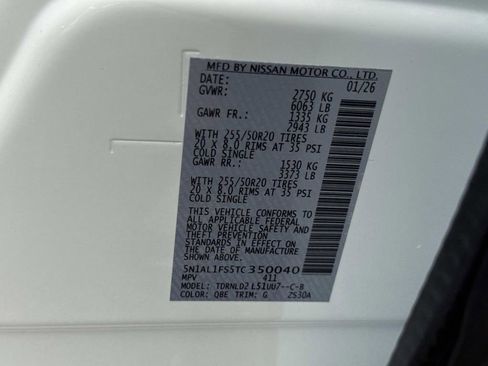 MFD BY NISSAN MOTOR CO., LTD.
DATE: 01/26
GVWR: 2750 KG
6063 LB
GAWR FR.: 1335 KG
2943 LB
WITH 255/50R20 TIRES
20 x 8.0 RIMS AT 35 PSI
COLD SINGLE
GAWR RR.: 1530 KG
3373 LB
WITH 255/50R20 TIRES
20 x 8.0 RIMS AT 35 PSI
COLD SINGLE
THIS VEHICLE CONFORMS TO
ALL APPLICABLE FEDERAL
MOTOR VEHICLE SAFETY AND
THEFT PREVENTION
STANDARDS IN EFFECT ON
THE DATE OF MANUFACTURE
SHOWN ABOVE.
5N1AL1FS5TC350040
MPV 411
MODEL: TDRNLD2 L51UU7--C-B
COLOR: QBE TRIM: G ZS30A